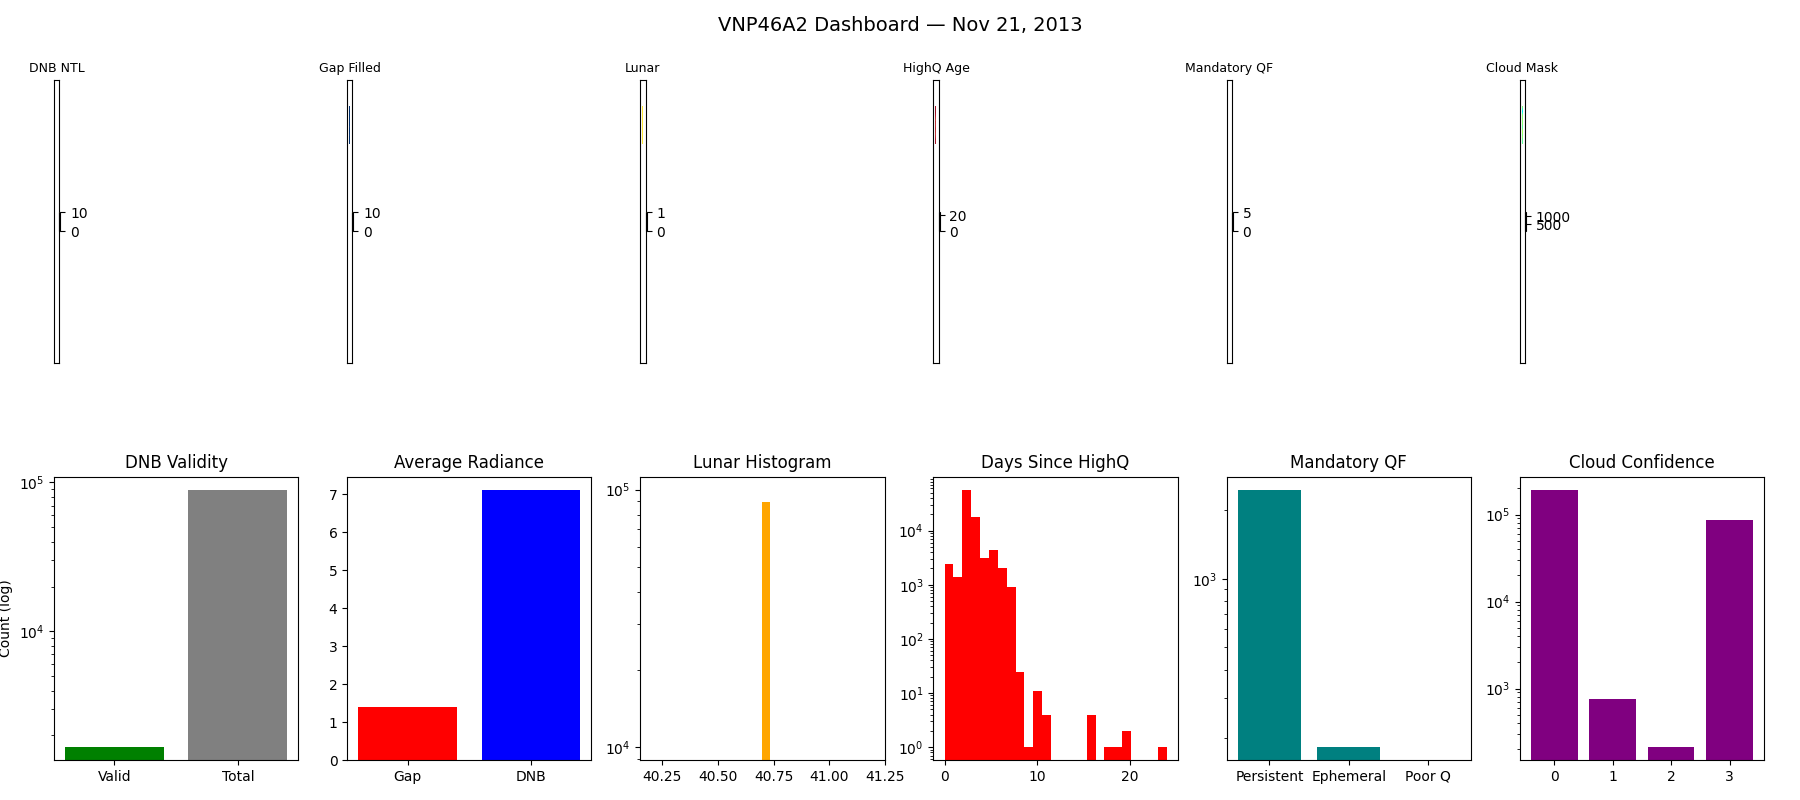 VNP46A2 Dashboard — Nov 21, 2013
DNB NTL
Gap Filled
Lunar
HighQ Age
Mandatory QF
Cloud Mask
10
0
10
0
1
0
20
0
5
0
1000
500
DNB Validity
Average Radiance
Lunar Histogram
Days Since HighQ
Mandatory QF
Cloud Confidence
Count (log)
10⁵
10⁴
Valid Total
7
6
5
4
3
2
1
0
Gap DNB
10⁵
10⁴
40.25 40.50 40.75 41.00 41.25
10⁴
10³
10²
10¹
10⁰
0 10 20
10³
Persistent Ephemeral Poor Q
10⁵
10⁴
10³
0 1 2 3